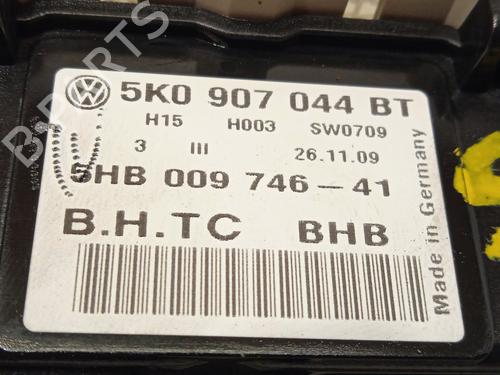 5K0 907 044 BT
H15 H003 SW0709
3 III 26.11.09
5HB 009 746-41
B.H.TC BHB
Made in Germany
B-PARTS